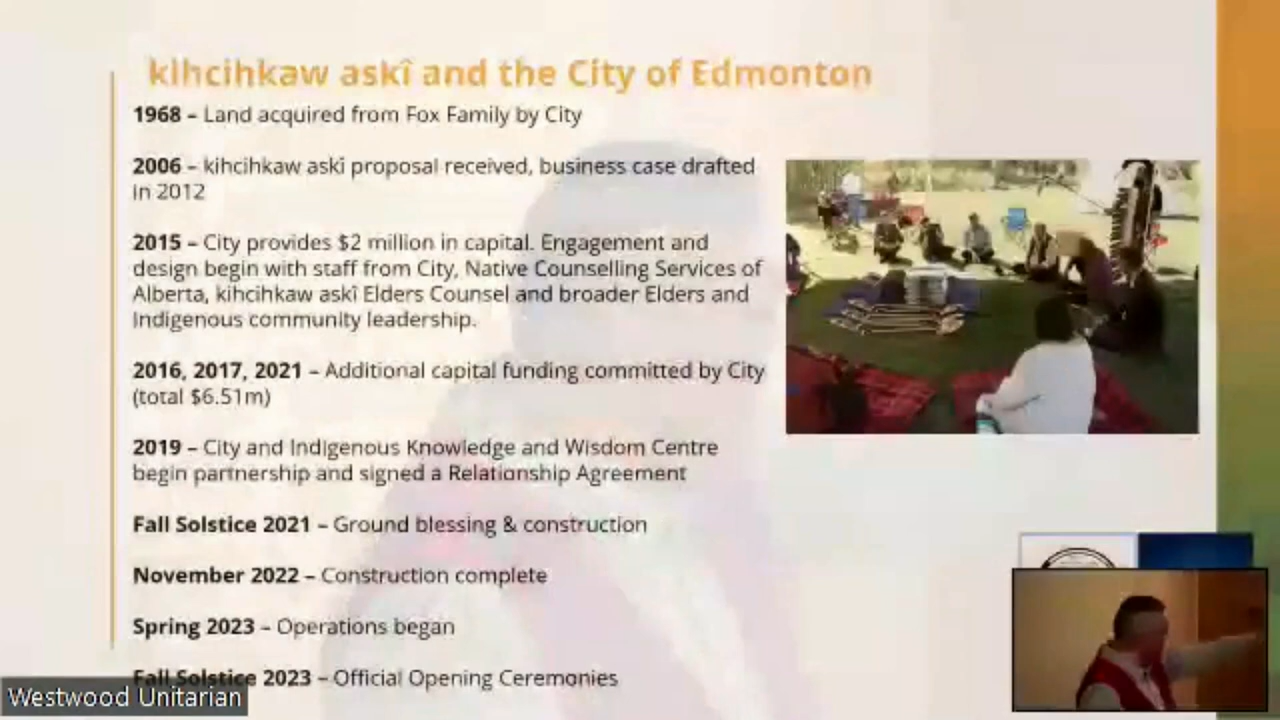 kihcihkaw askî and the City of Edmonton
1968 – Land acquired from Fox Family by City
2006 – kihcihkaw askî proposal received, business case drafted
in 2012
2015 – City provides $2 million in capital. Engagement and
design begin with staff from City, Native Counselling Services of
Alberta, kihcihkaw askî Elders Counsel and broader Elders and
Indigenous community leadership.
2016, 2017, 2021 – Additional capital funding committed by City
(total $6.51m)
2019 – City and Indigenous Knowledge and Wisdom Centre
begin partnership and signed a Relationship Agreement
Fall Solstice 2021 – Ground blessing & construction
November 2022 – Construction complete
Spring 2023 – Operations began
Fall Solstice 2023 – Official Opening Ceremonies
Westwood Unitarian